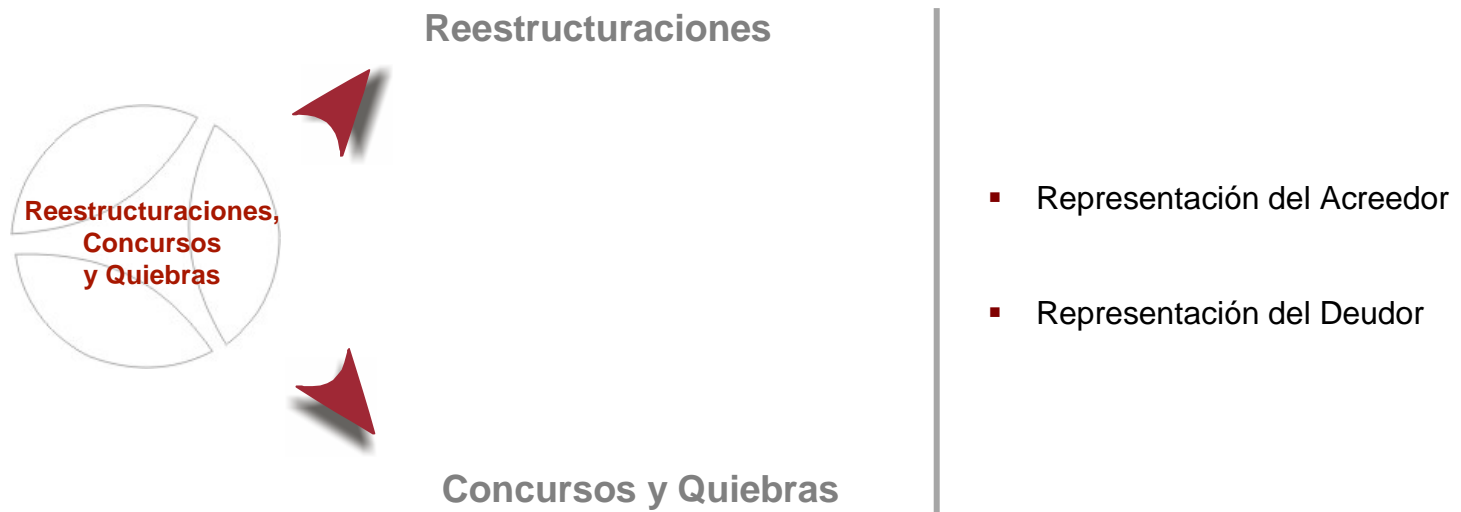 Reestructuraciones
Reestructuraciones,
Concursos
y Quiebras
Concursos y Quiebras
▪ Representación del Acreedor
▪ Representación del Deudor